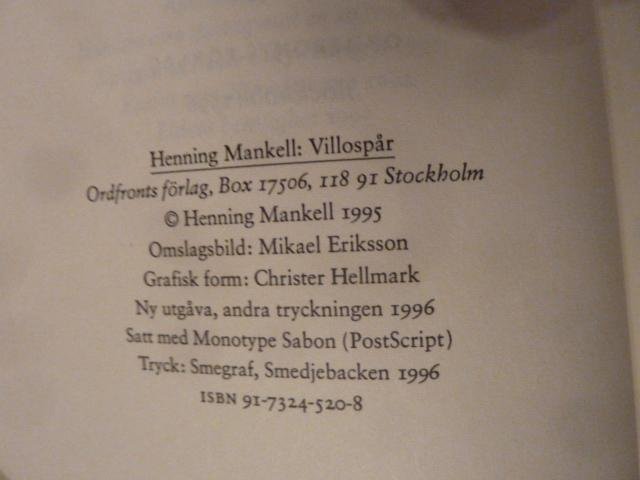 Henning Mankell: Villospår
Ordfronts förlag, Box 17506, 118 91 Stockholm
© Henning Mankell 1995
Omslagsbild: Mikael Eriksson
Grafisk form: Christer Hellmark
Ny utgåva, andra tryckningen 1996
Satt med Monotype Sabon (PostScript)
Tryck: Smegraf, Smedjebacken 1996
ISBN 91-7324-520-8